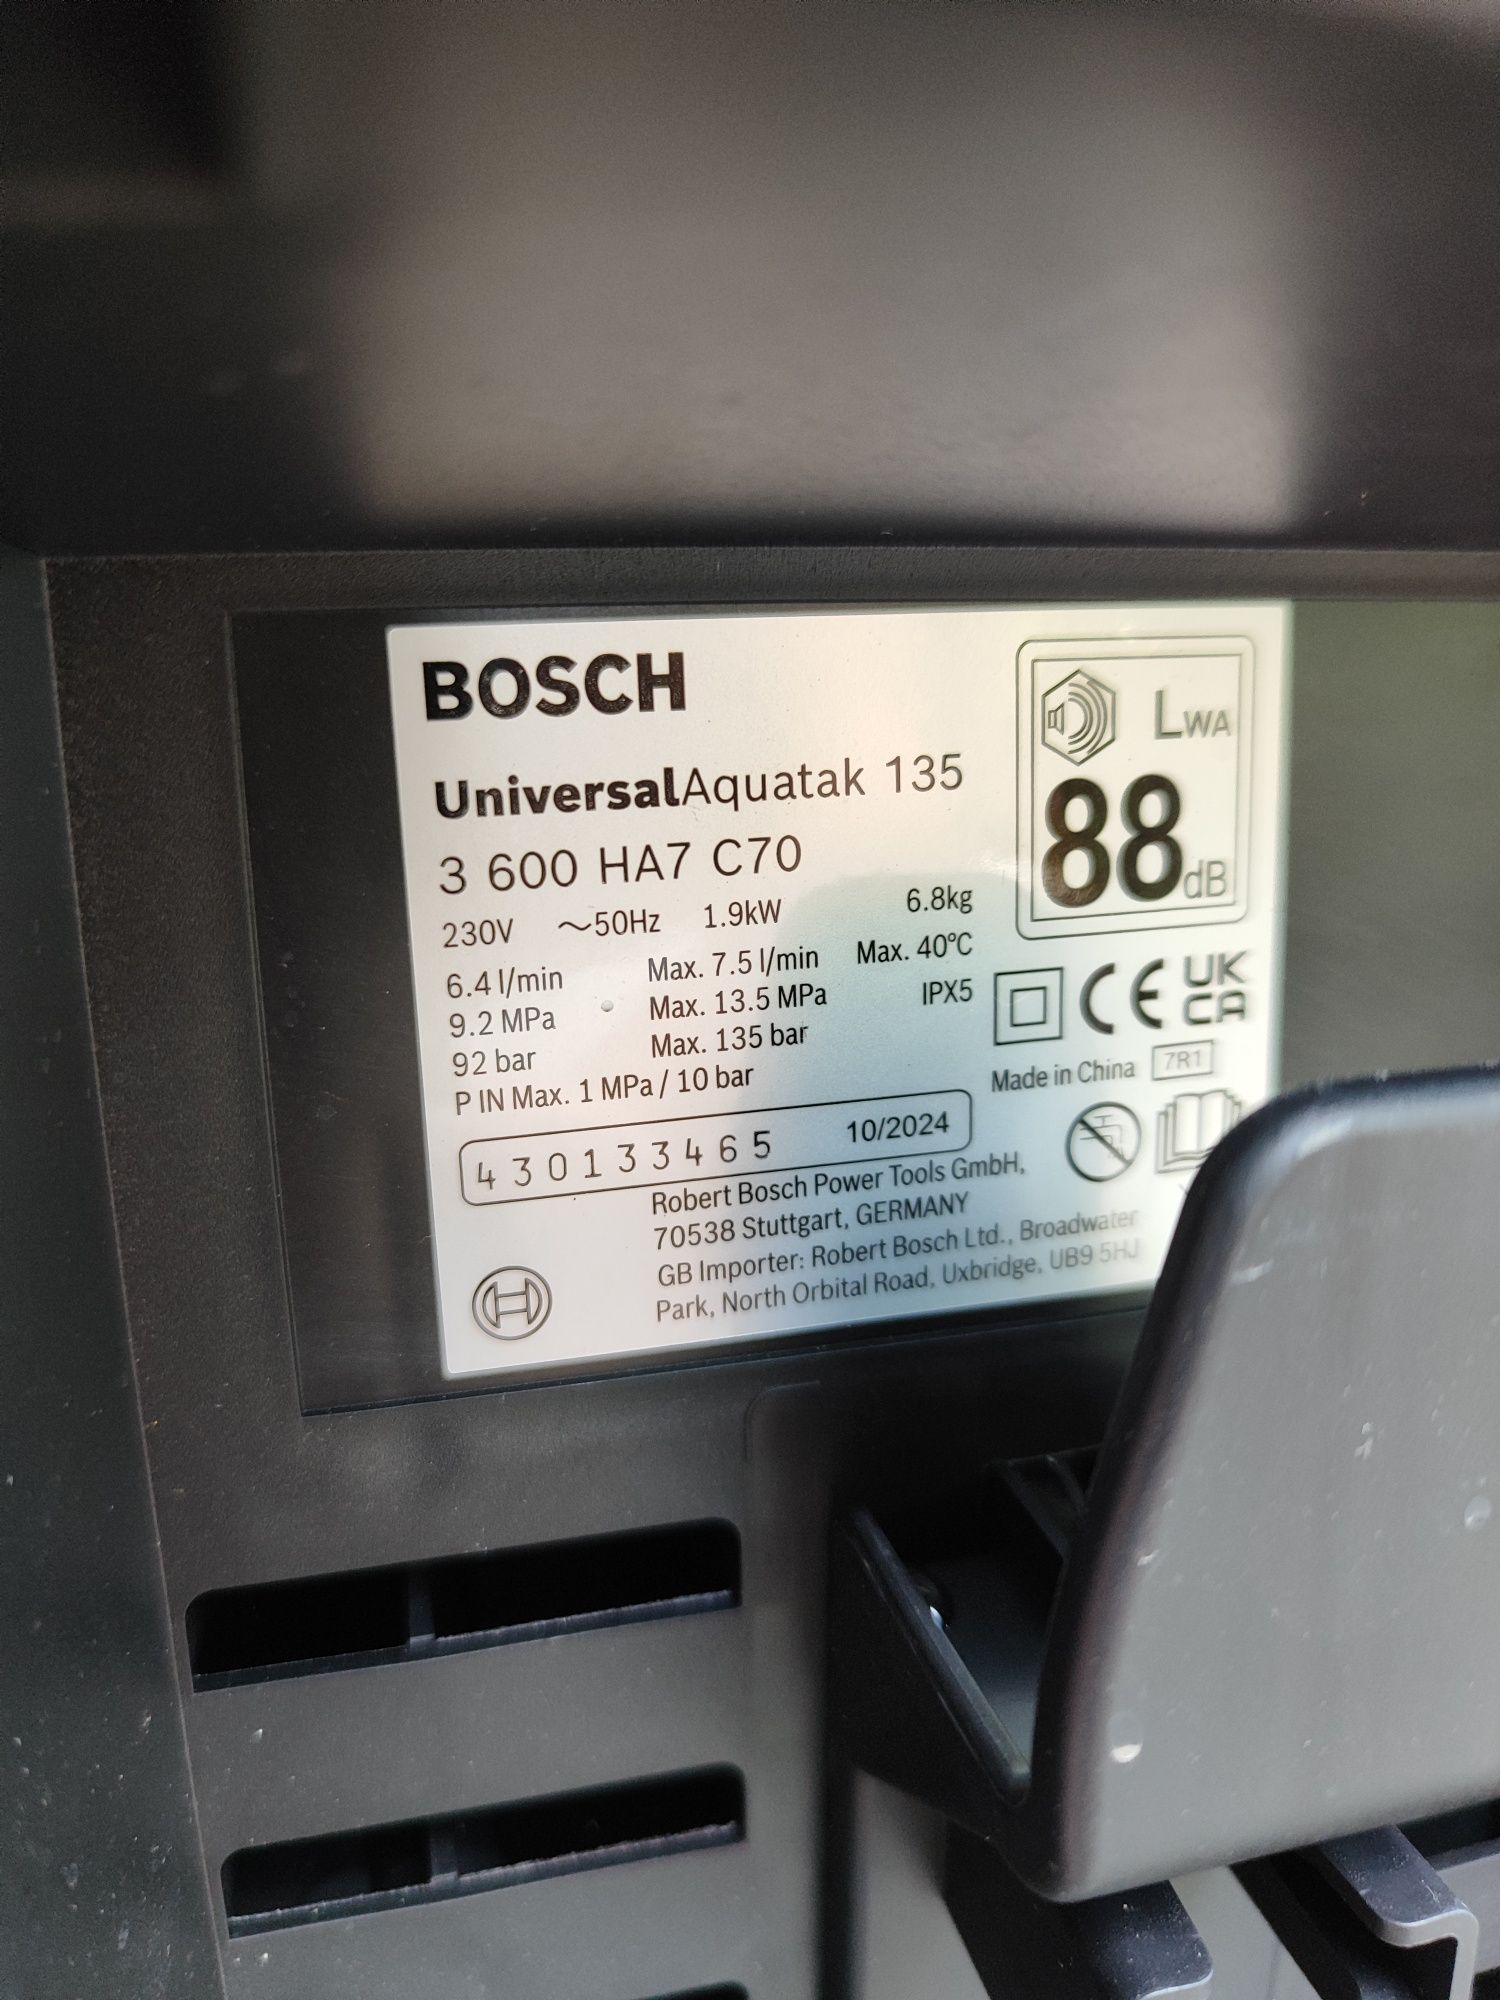 BOSCH
UniversalAquatak 135
3 600 HA7 C70
230V ~50Hz 1.9kW 6.8kg
6.4 l/min Max. 7.5 l/min Max. 40°C
9.2 MPa Max. 13.5 MPa IPX5
92 bar Max. 135 bar
P IN Max. 1 MPa / 10 bar
430133465 10/2024
LWA
88 dB
CE UK
CA
Made in China 7R1
Robert Bosch Power Tools GmbH,
70538 Stuttgart, GERMANY
GB Importer: Robert Bosch Ltd., Broadwater
Park, North Orbital Road, Uxbridge, UB9 5HJ